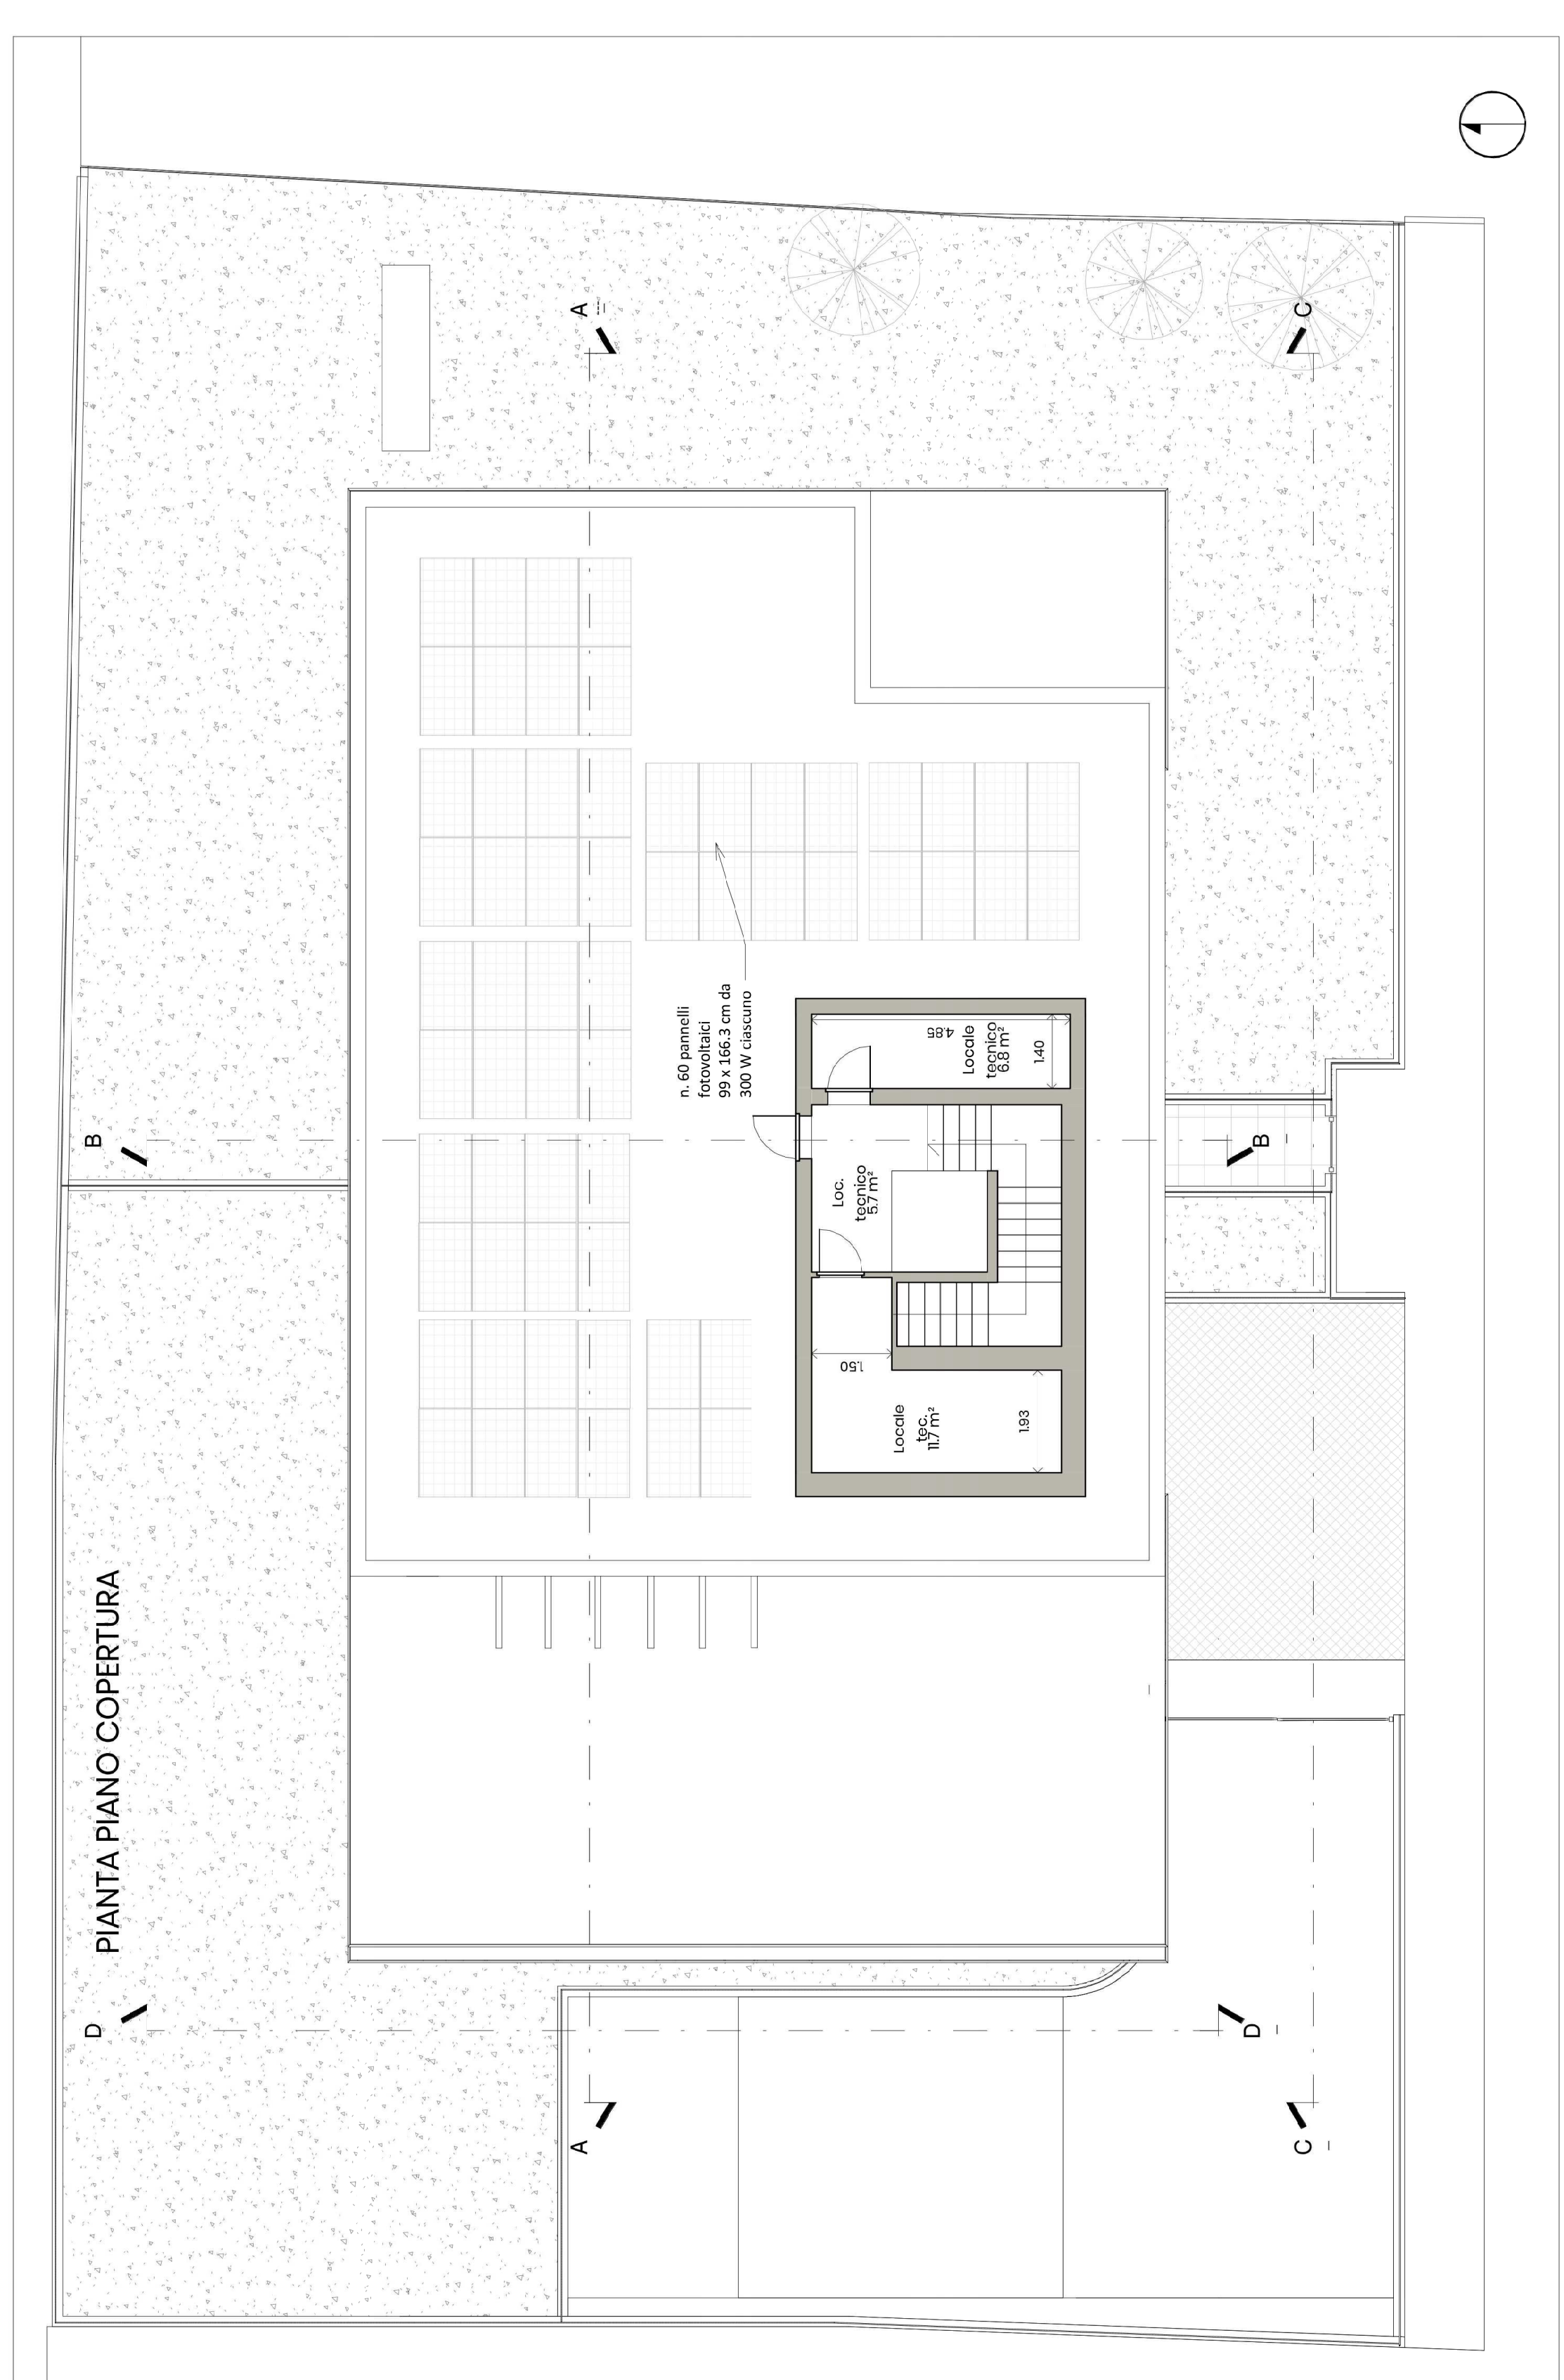 PIANTA PIANO COPERTURA
n. 60 pannelli
fotovoltaici
99 x 166.3 cm da
300 W ciascuno
Locale
tecnico
6.8 m²
4.85
1.40
Loc.
tecnico
5.7 m²
Locale
tec.
11.7 m²
1.50
1.93
A
A
B
B
C
C
D
D